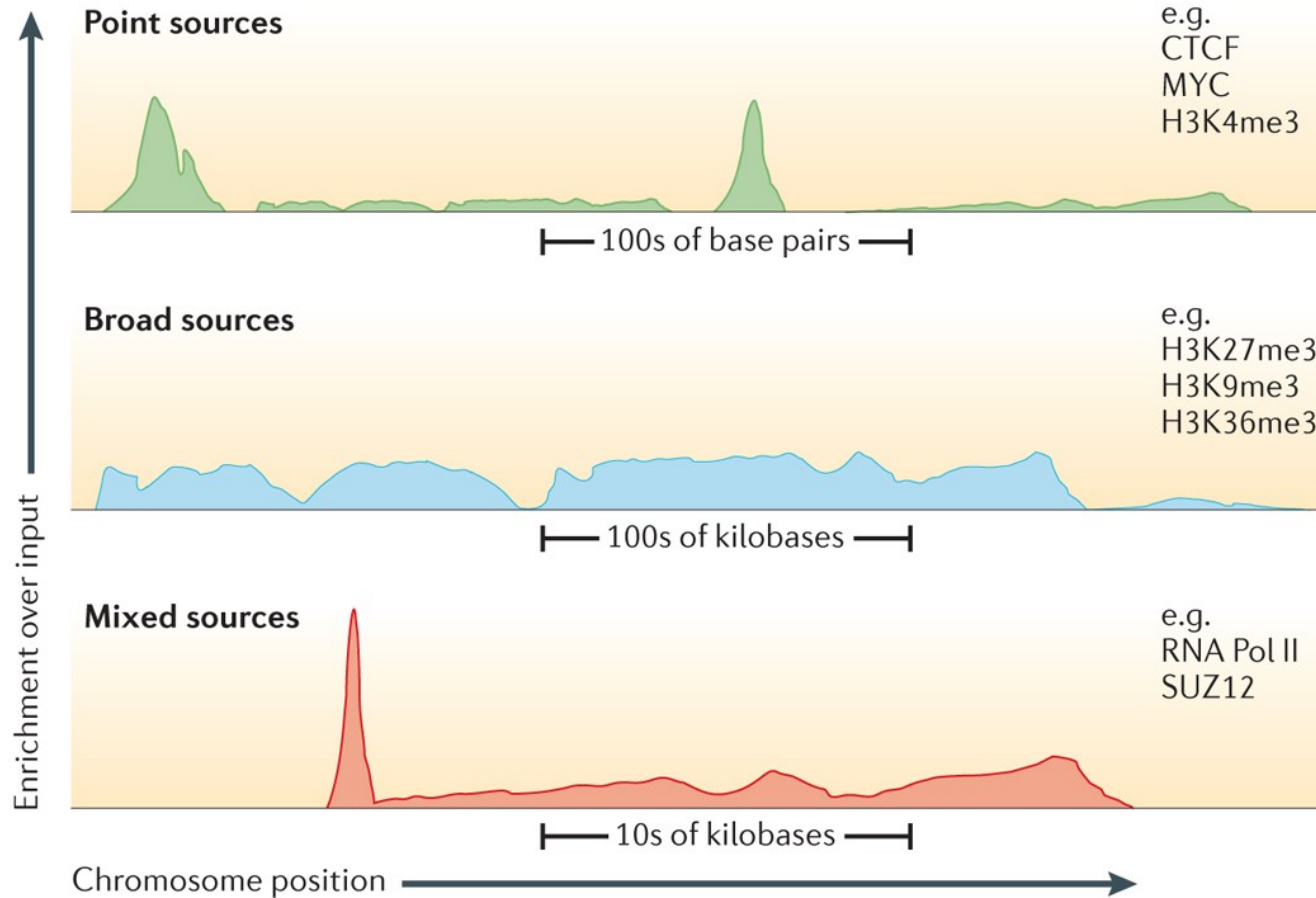 Point sources
e.g.
CTCF
MYC
H3K4me3
100s of base pairs
Broad sources
e.g.
H3K27me3
H3K9me3
H3K36me3
100s of kilobases
Mixed sources
e.g.
RNA Pol II
SUZ12
10s of kilobases
Enrichment over input
Chromosome position